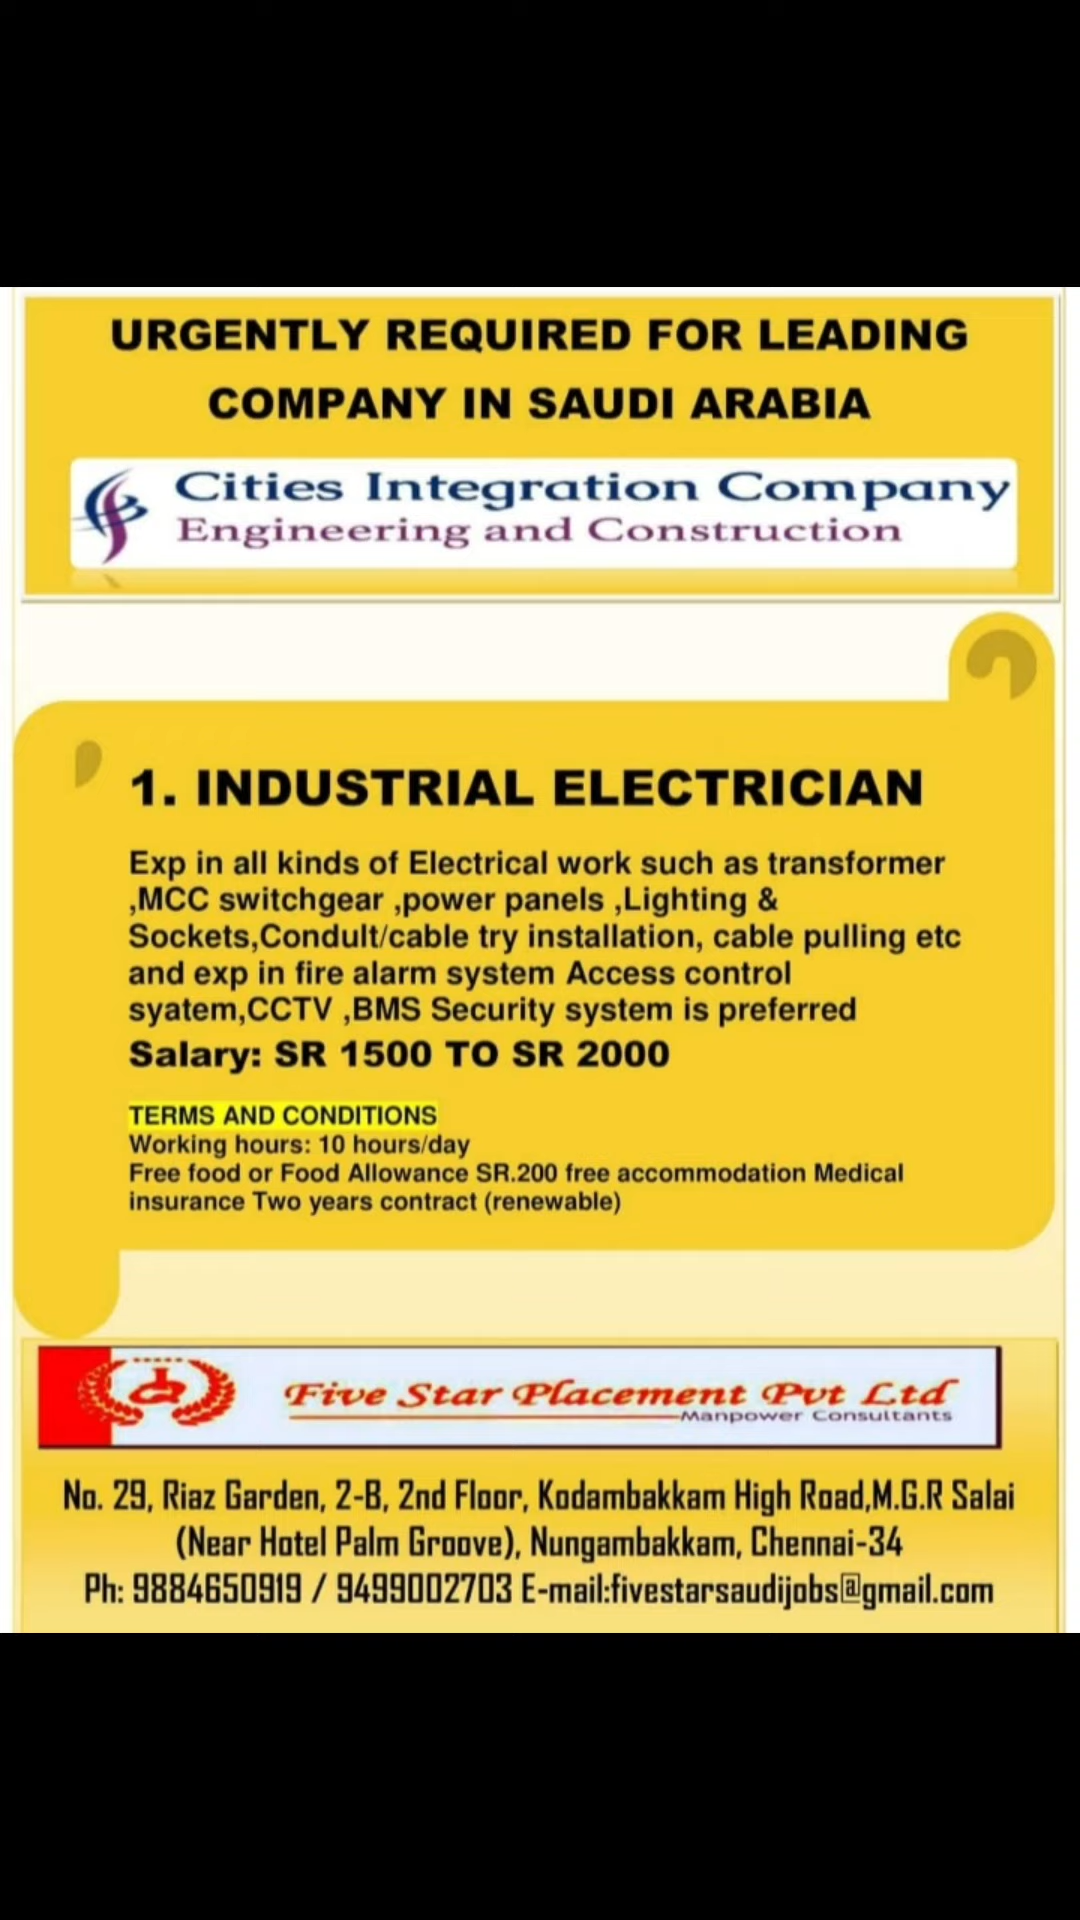 URGENTLY REQUIRED FOR LEADING
COMPANY IN SAUDI ARABIA
Cities Integration Company
Engineering and Construction
1. INDUSTRIAL ELECTRICIAN
Exp in all kinds of Electrical work such as transformer
,MCC switchgear ,power panels ,Lighting &
Sockets,Condult/cable try installation, cable pulling etc
and exp in fire alarm system Access control
syatem,CCTV ,BMS Security system is preferred
Salary: SR 1500 TO SR 2000
TERMS AND CONDITIONS
Working hours: 10 hours/day
Free food or Food Allowance SR.200 free accommodation Medical
insurance Two years contract (renewable)
Five Star Placement Pvt Ltd
Manpower Consultants
No. 29, Riaz Garden, 2-B, 2nd Floor, Kodambakkam High Road,M.G.R Salai
(Near Hotel Palm Groove), Nungambakkam, Chennai-34
Ph: 9884650919 / 9499002703 E-mail:fivestarsaudijobs@gmail.com